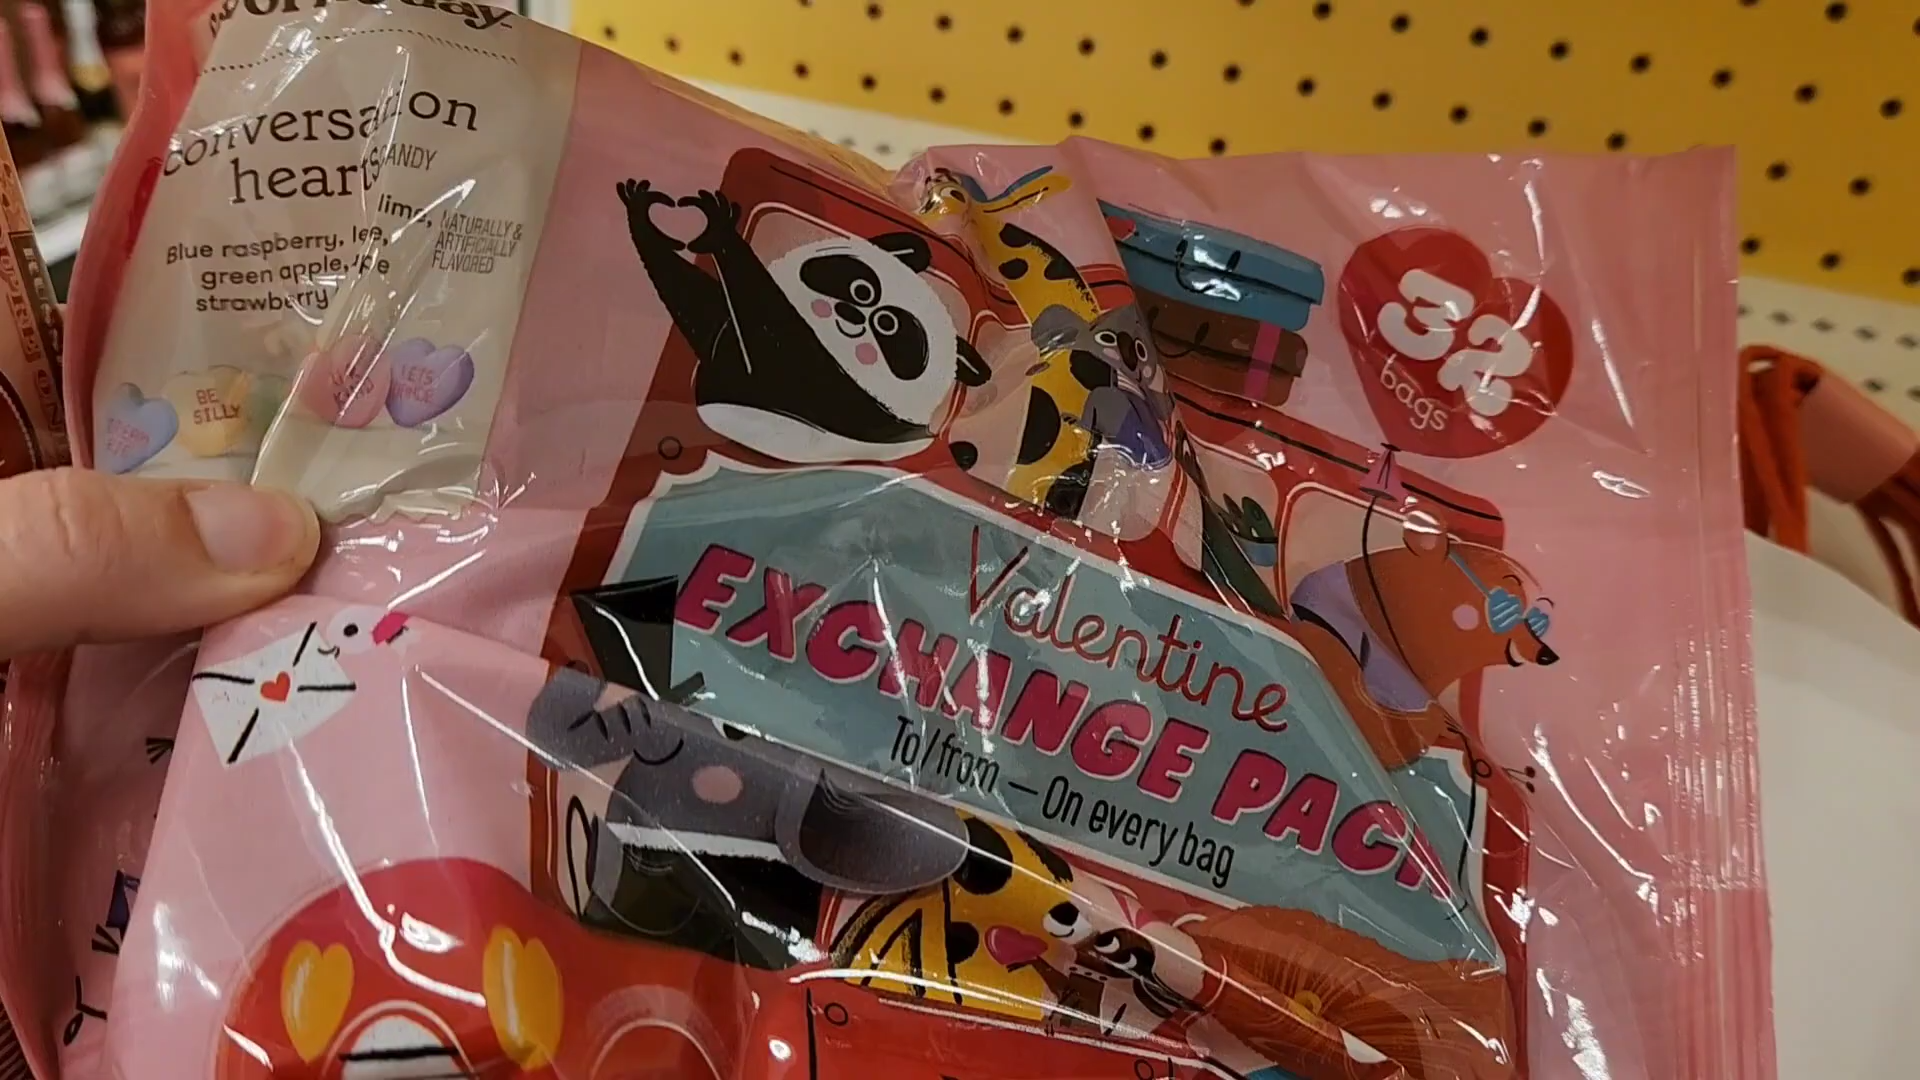 conversation
hearts
CANDY
Blue raspberry,
green apple,
strawberry
lime,
NATURALLY &
ARTIFICIALLY
FLAVORED
BE
SILLY
LETS
32
bags
Valentine
EXCHANGE PACK
To/from – On every bag